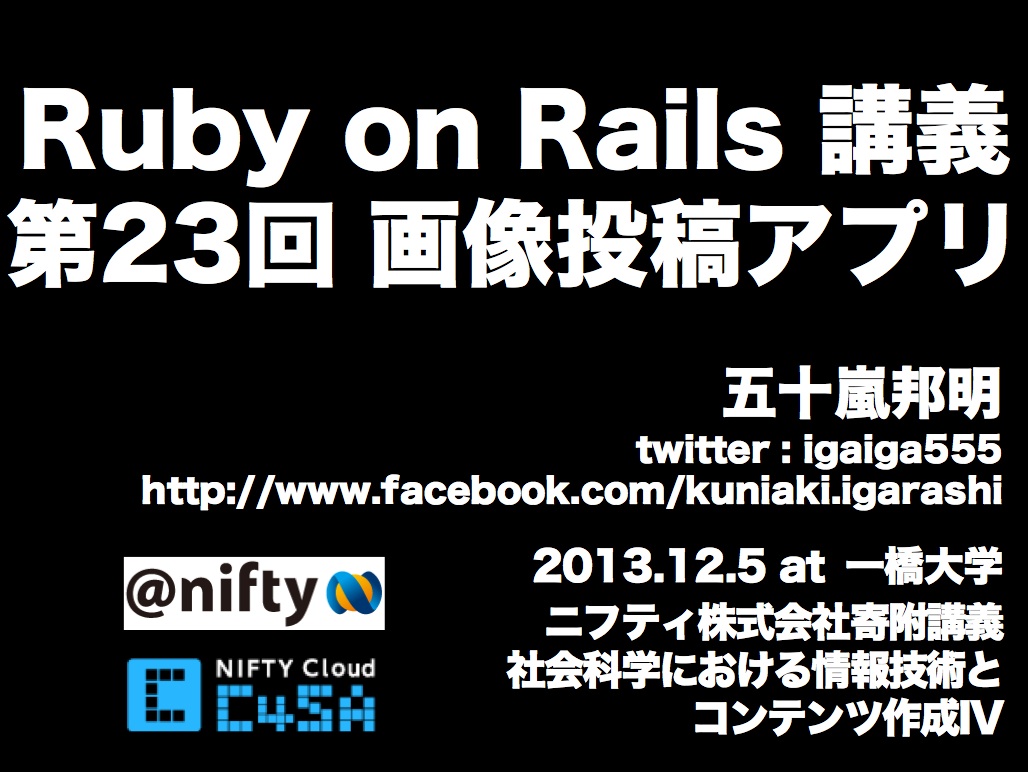 Ruby on Rails 講義
第23回 画像投稿アプリ
五十嵐邦明
twitter : igaiga555
http://www.facebook.com/kuniaki.igarashi
2013.12.5 at 一橋大学
ニフティ株式会社寄附講義
社会科学における情報技術と
コンテンツ作成IV
@nifty
NIFTY Cloud
C4SA